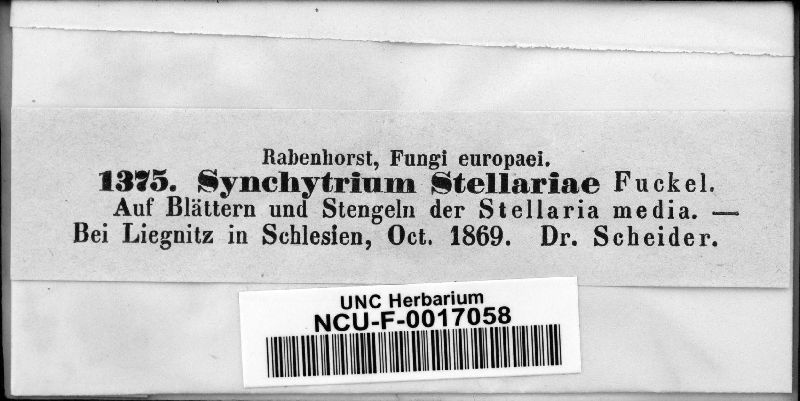 Rabenhorst, Fungi europaei.
1375. Synchytrium Stellariae Fuckel.
Auf Blättern und Stengeln der Stellaria media. —
Bei Liegnitz in Schlesien, Oct. 1869. Dr. Scheider.
UNC Herbarium
NCU-F-0017058